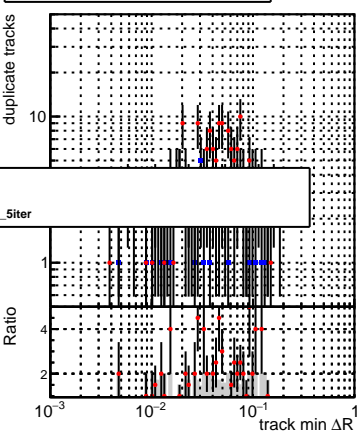 duplicate tracks
10
_5iter
1
Ratio
4
2
10⁻³ 10⁻² 10⁻¹ 1
track min ΔR